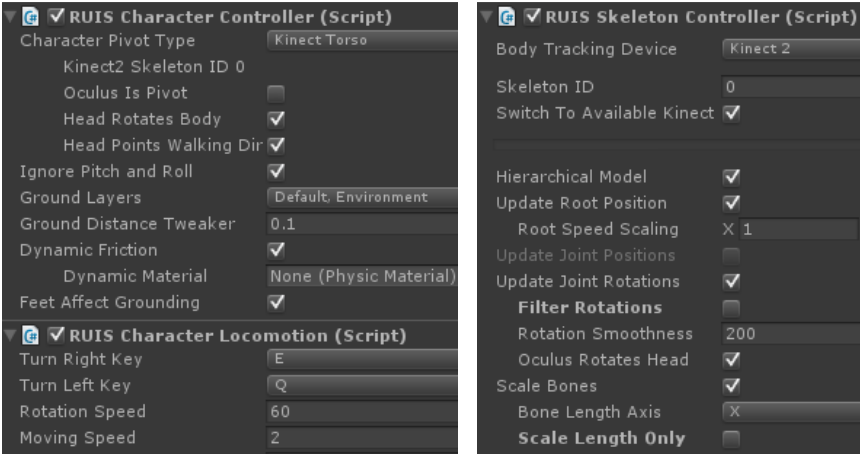 RUIS Character Controller (Script)
Character Pivot Type Kinect Torso
Kinect2 Skeleton ID 0
Oculus Is Pivot
Head Rotates Body
Head Points Walking Dir
Ignore Pitch and Roll
Ground Layers Default, Environment
Ground Distance Tweaker 0.1
Dynamic Friction
Dynamic Material None (Physic Material)
Feet Affect Grounding
RUIS Character Locomotion (Script)
Turn Right Key E
Turn Left Key Q
Rotation Speed 60
Moving Speed 2
RUIS Skeleton Controller (Script)
Body Tracking Device Kinect 2
Skeleton ID 0
Switch To Available Kinect
Hierarchical Model
Update Root Position
Root Speed Scaling X 1
Update Joint Positions
Update Joint Rotations
Filter Rotations
Rotation Smoothness 200
Oculus Rotates Head
Scale Bones
Bone Length Axis X
Scale Length Only